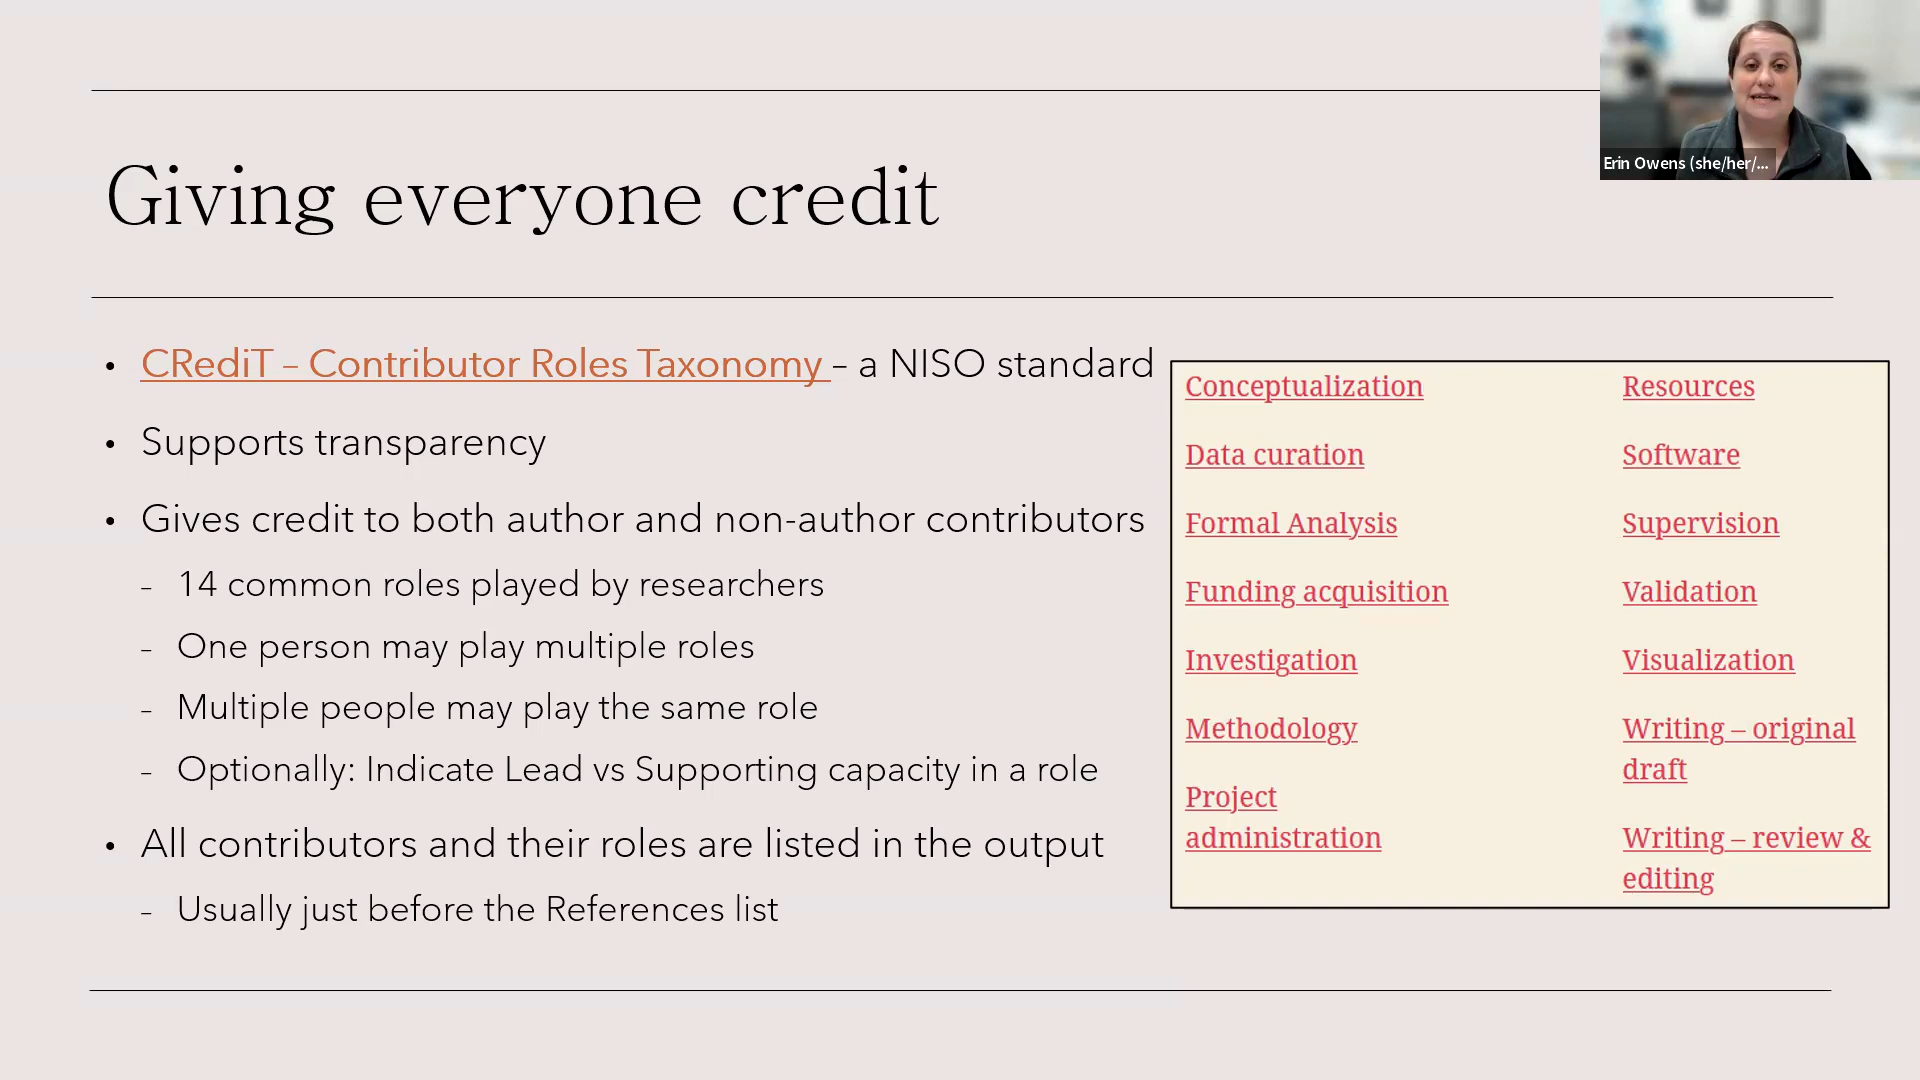 Erin Owens (she/her/...
Giving everyone credit
• CRediT – Contributor Roles Taxonomy – a NISO standard
• Supports transparency
• Gives credit to both author and non-author contributors
- 14 common roles played by researchers
- One person may play multiple roles
- Multiple people may play the same role
- Optionally: Indicate Lead vs Supporting capacity in a role
• All contributors and their roles are listed in the output
- Usually just before the References list
Conceptualization
Data curation
Formal Analysis
Funding acquisition
Investigation
Methodology
Project
administration
Resources
Software
Supervision
Validation
Visualization
Writing – original
draft
Writing – review &
editing